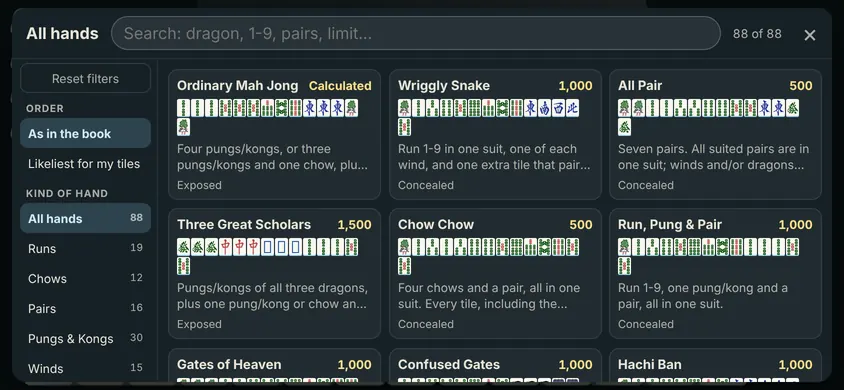 All hands
Search: dragon, 1-9, pairs, limit...
88 of 88
Reset filters
ORDER
As in the book
Likeliest for my tiles
KIND OF HAND
All hands 88
Runs 19
Chows 12
Pairs 16
Pungs & Kongs 30
Winds 15
Ordinary Mah Jong Calculated
Four pungs/kongs, or three
pungs/kongs and one chow, plu...
Exposed
Wriggly Snake 1,000
Run 1-9 in one suit, one of each
wind, and one extra tile that pair...
Concealed
All Pair 500
Seven pairs. All suited pairs are in
one suit; winds and/or dragons...
Concealed
Three Great Scholars 1,500
Pungs/kongs of all three dragons,
plus one pung/kong or chow an...
Exposed
Chow Chow 500
Four chows and a pair, all in one
suit. Every tile, including the...
Concealed
Run, Pung & Pair 1,000
Run 1-9, one pung/kong and a
pair, all in one suit.
Concealed
Gates of Heaven 1,000
Confused Gates 1,000
Hachi Ban 1,000